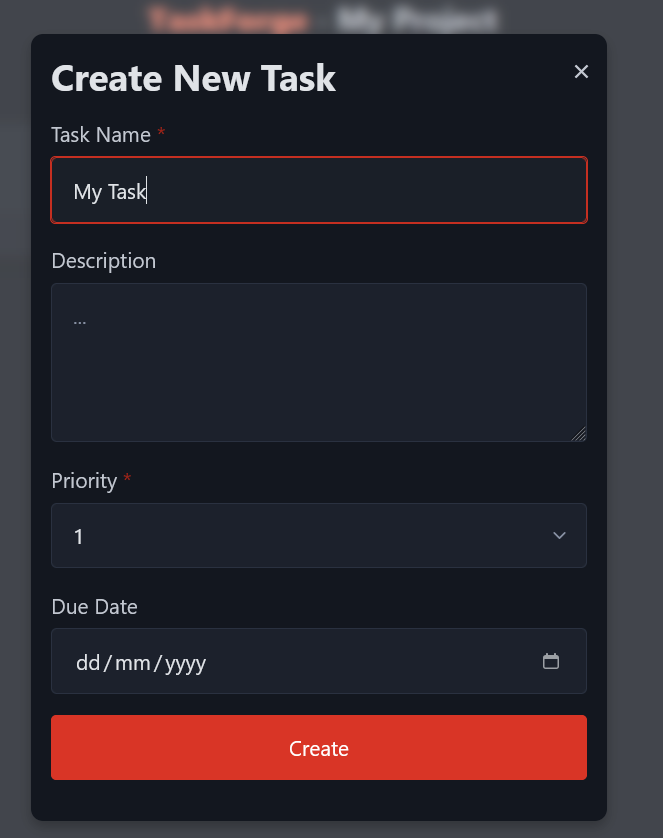 TaskForge - My Project
Create New Task
×
Task Name *
My Task
Description
...
Priority *
1
Due Date
dd/mm/yyyy
Create